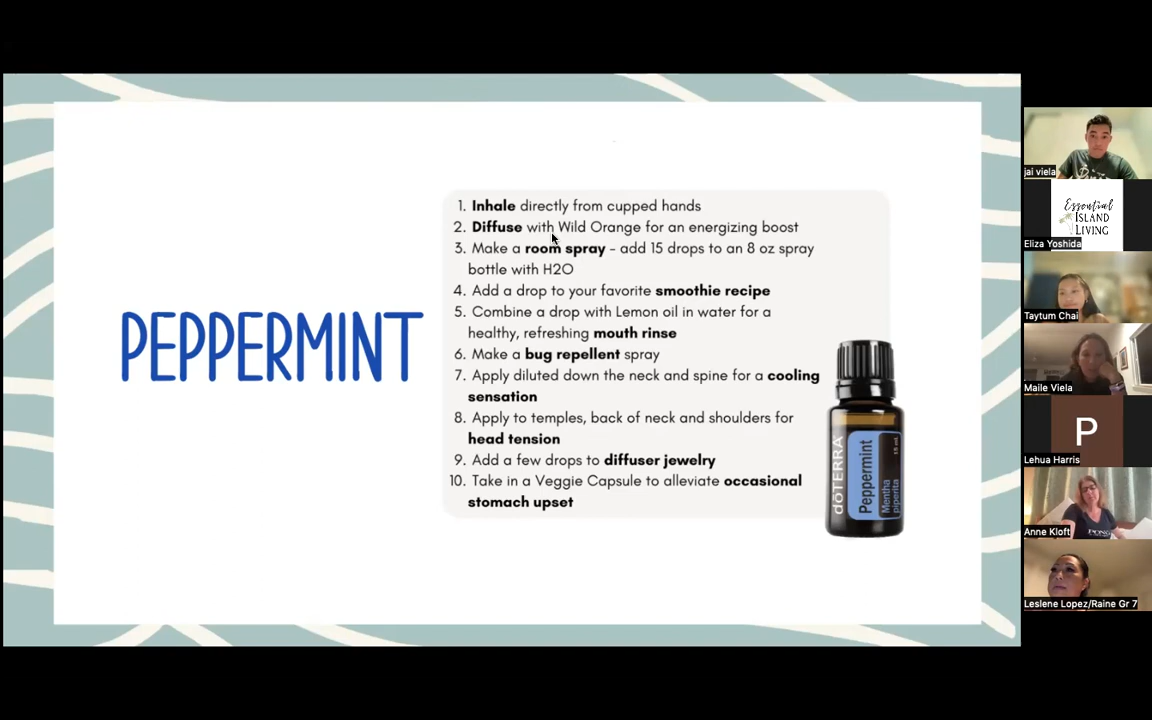 PEPPERMINT
1. Inhale directly from cupped hands
2. Diffuse with Wild Orange for an energizing boost
3. Make a room spray - add 15 drops to an 8 oz spray
bottle with H2O
4. Add a drop to your favorite smoothie recipe
5. Combine a drop with Lemon oil in water for a
healthy, refreshing mouth rinse
6. Make a bug repellent spray
7. Apply diluted down the neck and spine for a cooling
sensation
8. Apply to temples, back of neck and shoulders for
head tension
9. Add a few drops to diffuser jewelry
10. Take in a Veggie Capsule to alleviate occasional
stomach upset
dōTERRA
Peppermint
Mentha
piperita
15 mL
jai viela
Essential
ISLAND
LIVING
Eliza Yoshida
Taytum Chai
Maile Viela
P
Lehua Harris
Anne Kloft
Leslene Lopez/Raine Gr 7